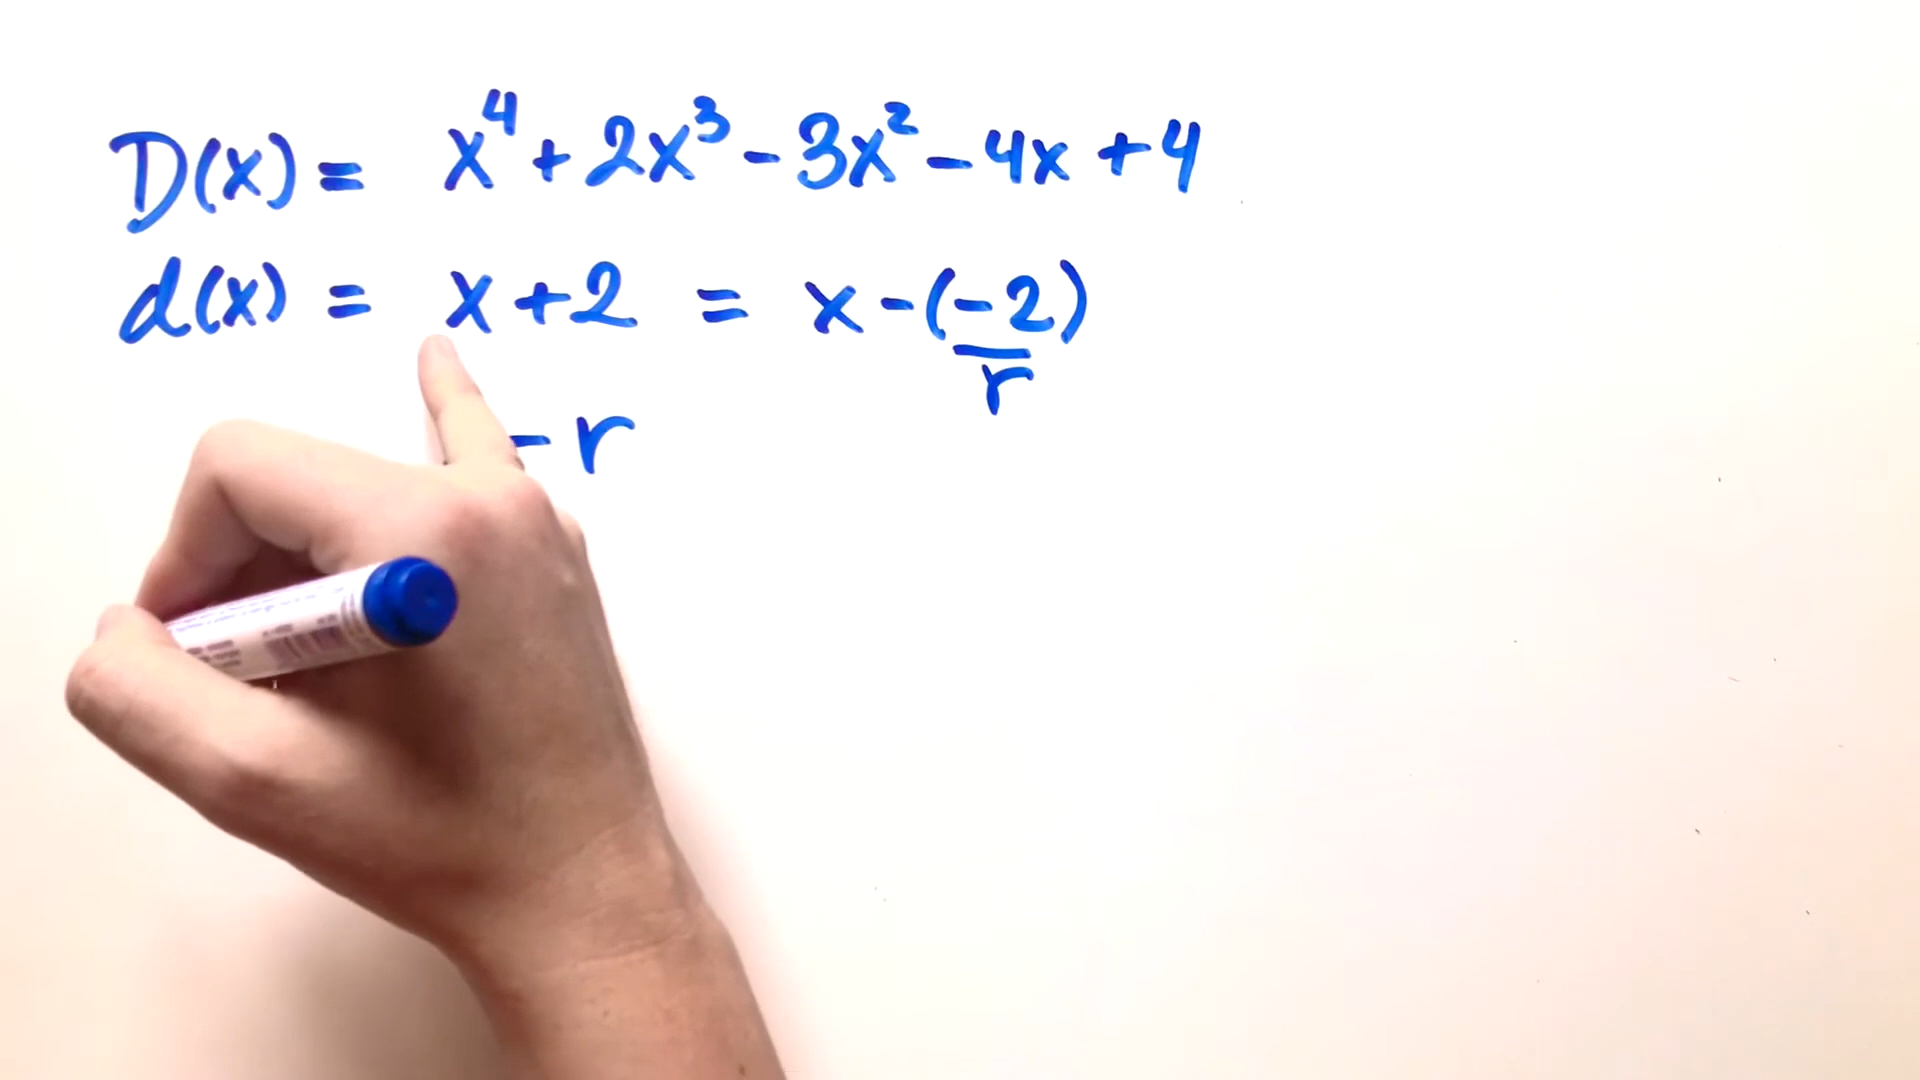 D(x) = x⁴ + 2x³ - 3x² - 4x + 4
d(x) = x + 2 = x - (-2)
r
- r